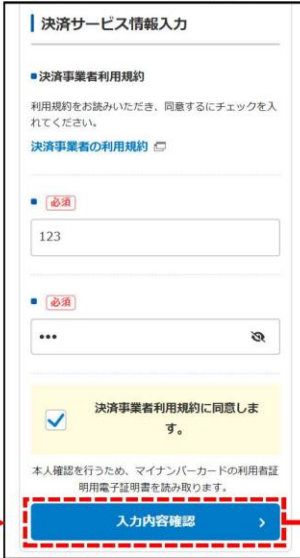 決済サービス情報入力
決済事業者利用規約
利用規約をお読みいただき、同意するにチェックを入
れてください。
決済事業者の利用規約
必須
123
必須
•••
決済事業者利用規約に同意しま
す。
本人確認を行うため、マイナンバーカードの利用者証
明用電子証明書を読み取ります。
入力内容確認